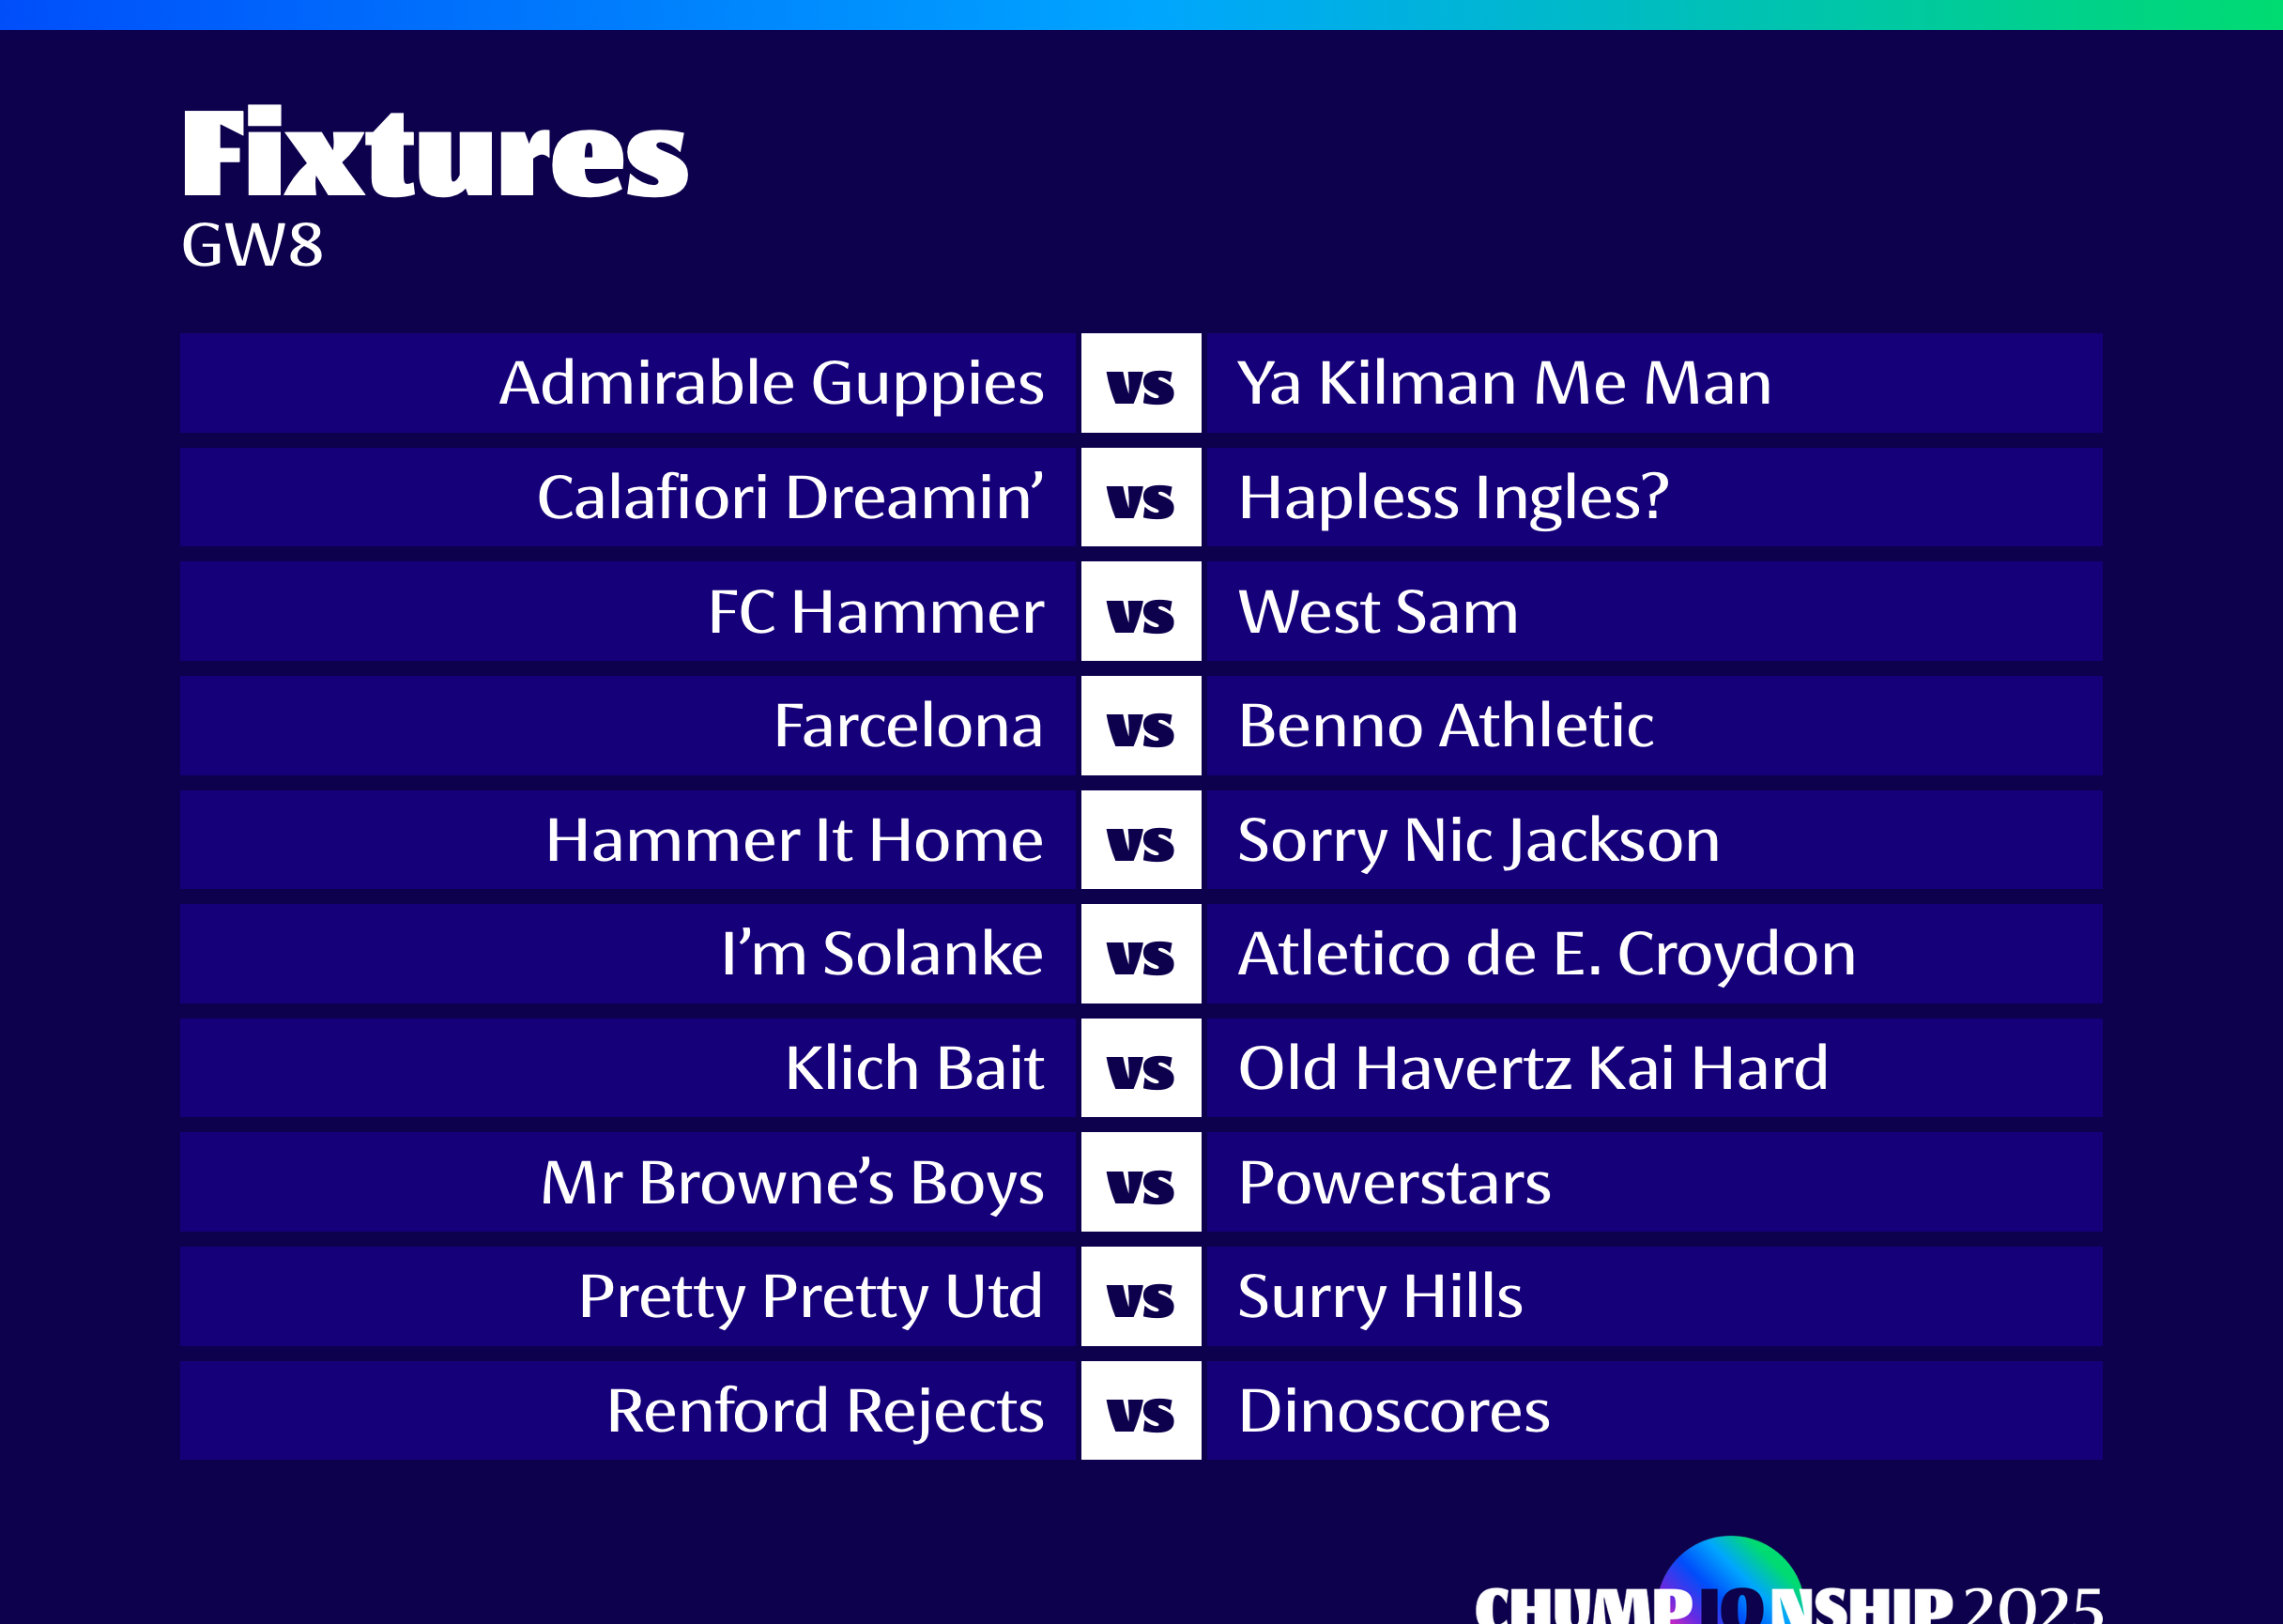 Fixtures
GW8
Admirable Guppies vs Ya Kilman Me Man
Calafiori Dreamin’ vs Hapless Ingles?
FC Hammer vs West Sam
Farcelona vs Benno Athletic
Hammer It Home vs Sorry Nic Jackson
I’m Solanke vs Atletico de E. Croydon
Klich Bait vs Old Havertz Kai Hard
Mr Browne’s Boys vs Powerstars
Pretty Pretty Utd vs Surry Hills
Renford Rejects vs Dinoscores
CHUMPIONSHIP 2025